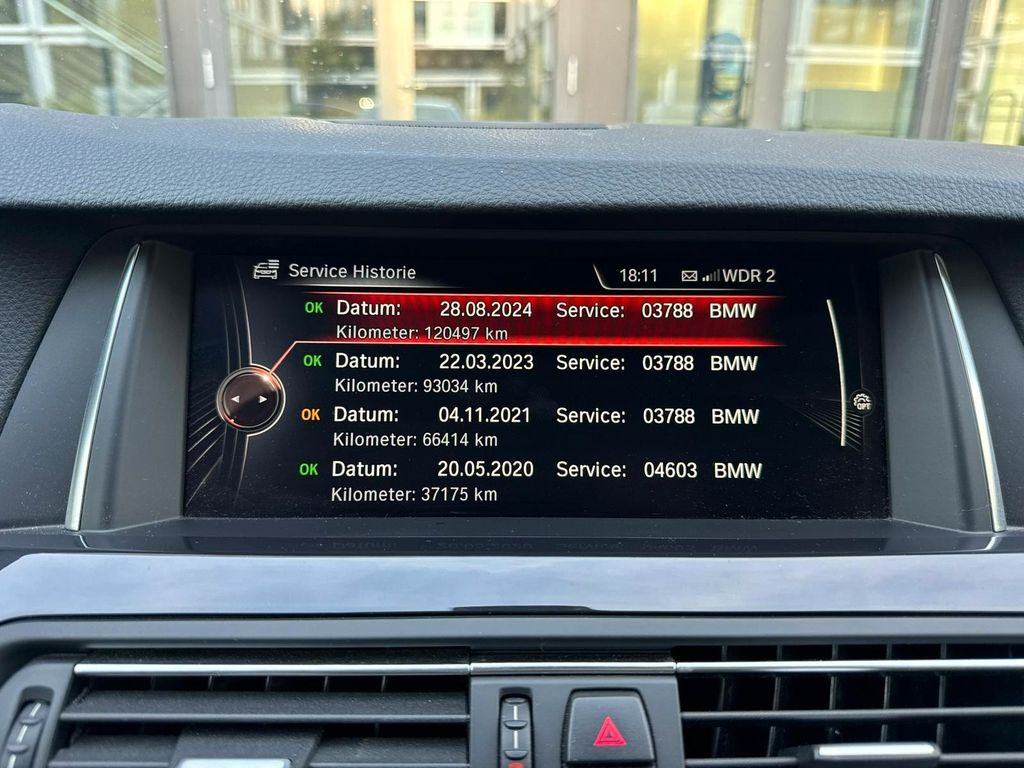 Service Historie 18:11 WDR 2
OK Datum: 28.08.2024 Service: 03788 BMW
Kilometer: 120497 km
OK Datum: 22.03.2023 Service: 03788 BMW
Kilometer: 93034 km
OK Datum: 04.11.2021 Service: 03788 BMW
Kilometer: 66414 km
OK Datum: 20.05.2020 Service: 04603 BMW
Kilometer: 37175 km
OPT